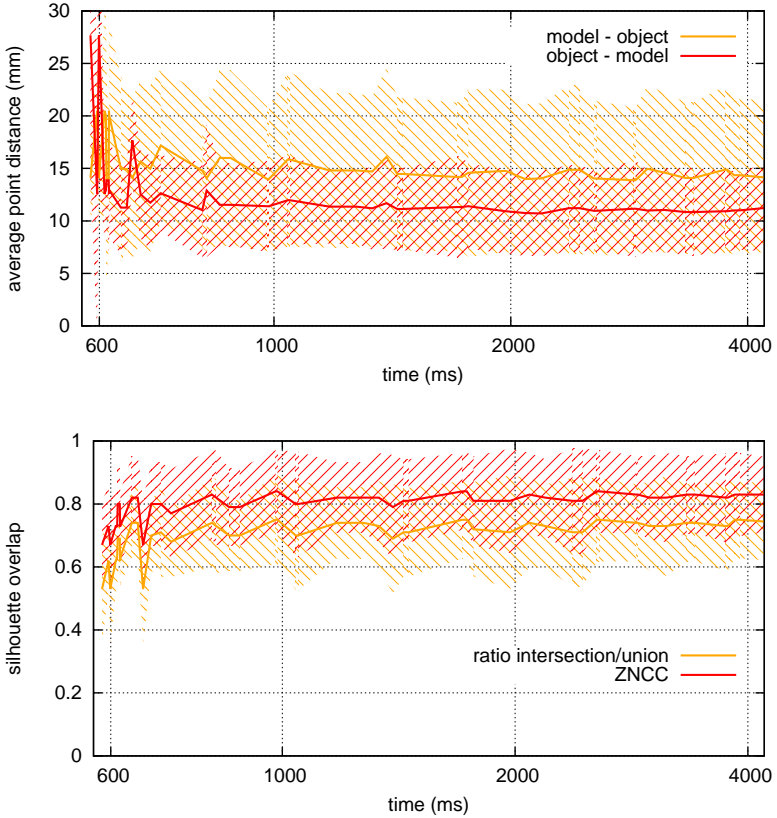 30
25
20
15
10
5
0
average point distance (mm)
model - object
object - model
600
1000
2000
4000
time (ms)
1
0.8
0.6
0.4
0.2
0
silhouette overlap
ratio intersection/union
ZNCC
600
1000
2000
4000
time (ms)